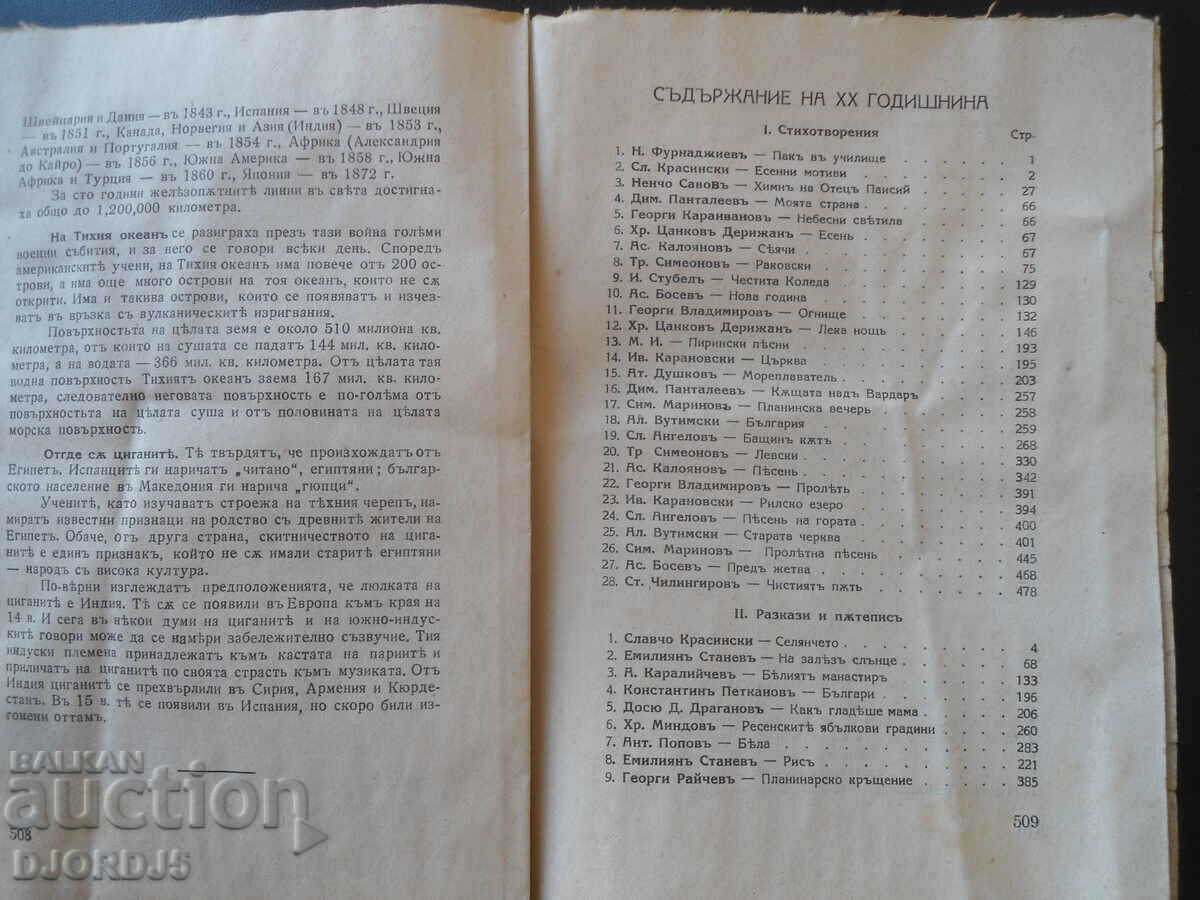 Швейцария и Дания — въ 1843 г., Испания — въ 1848 г., Швеция
— въ 1851 г., Канада, Норвегия и Азия (Индия) — въ 1853 г.,
Австралия и Португалия — въ 1854 г., Африка (Александрия
до Кайро) — въ 1856 г., Южна Америка — въ 1858 г., Южна
Африка и Турция — въ 1860 г., Япония — въ 1872 г.
За сто години желѣзопѫтнитѣ линии въ свѣта достигна-
ха общо до 1,200,000 километра.
На Тихия океанъ се разиграха презъ тази война голѣми
военни събития, и за него се говори всѣки день. Споредъ
американскитѣ учени, на Тихия океанъ има повече отъ 200 ос-
трови, а има още много острови на тоя океанъ, които не сѫ
открити. Има и такива острови, които се появяватъ и изчез-
ватъ въ връзка съ вулканическитѣ изригвания.
Повърхностьта на цѣлата земя е около 510 милиона кв.
километра, отъ които на сушата се падатъ 144 мил. кв. кило-
метра, а на водата — 366 мил. кв. километра. Отъ цѣлата тая
водна повърхность Тихиятъ океанъ заема 167 мил. кв. кило-
метра, следователно неговата повърхность е по-голѣма отъ
повърхностьта на цѣлата суша и отъ половината на цѣлата
морска повърхность.
Отгде сѫ циганитѣ. Тѣ твърдятъ, че произхождатъ отъ
Египетъ. Испанцитѣ ги наричатъ „читано“, египтяни; българ-
ското население въ Македония ги нарича „гюпци“.
Ученитѣ, като изучаватъ строежа на тѣхния черепъ, на-
миратъ известни признаци на родство съ древнитѣ жители на
Египетъ. Обаче, отъ друга страна, скитничеството на цига-
нитѣ е единъ признакъ, който не сѫ имали старитѣ египтяни
— народъ съ висока култура.
По-вѣрни изглеждатъ предположенията, че люлката на
циганитѣ е Индия. Тѣ сѫ се появили въ Европа къмъ края на
14 в. И сега въ нѣкои думи на циганитѣ и на южно-индус-
китѣ говори може да се намѣри забележително съзвучие. Тия
индуски племена принадлежатъ къмъ кастата на париитѣ и
приличатъ на циганитѣ по своята страсть къмъ музиката. Отъ
Индия циганитѣ се прехвърлили въ Сирия, Армения и Кюрде-
станъ. Въ 15 в. тѣ се появили въ Испания, но скоро били из-
гонени оттамъ.
508
BALKAN
auction
DJORDJ5
СЪДЪРЖАНИЕ НА XX ГОДИШНИНА
I. Стихотворения Стр.
1. Н. Фурнаджиевъ — Пакъ въ училище 1
2. Сл. Красински — Есенни мотиви 2
3. Ненчо Савовъ — Химнъ на Отецъ Паисий 27
4. Дим. Панталеевъ — Моята страна 66
5. Георги Караивановъ — Небесни свѣтила 66
6. Хр. Цанковъ Дерижанъ — Есень 67
7. Ас. Калояновъ — Сѣячи 67
8. Тр. Симеоновъ — Раковски 75
9. И. Стубелъ — Честита Коледа 129
10. Ас. Босевъ — Нова година 130
11. Георги Владимировъ — Огнище 132
12. Хр. Цанковъ Дерижанъ — Лека нощь 146
13. М. И. — Пирински пѣсни 193
14. Ив. Карановски — Църква 195
15. Ат. Душковъ — Мореплаватель 203
16. Дим. Панталеевъ — Кѫщата надъ Вардаръ 257
17. Сим. Мариновъ — Планинска вечерь 258
18. Ал. Вутимски — България 259
19. Сл. Ангеловъ — Бащинъ кѫтъ 268
20. Тр Симеоновъ — Левски 330
21. Ас. Калояновъ — Пѣсень 342
22. Георги Владимировъ — Пролѣть 391
23. Ив. Карановски — Рилско езеро 394
24. Сл. Ангеловъ — Пѣсень на гората 400
25. Ал. Вутимски — Старата черква 401
26. Сим. Мариновъ — Пролѣтна пѣсень 445
27. Ас. Босевъ — Предъ жетва 468
28. Ст. Чилингировъ — Чистиятъ пѫть 478
II. Разкази и пѫтеписъ
1. Славчо Красински — Селянчето 4
2. Емилиянъ Станевъ — На залѣзъ слънце 68
3. А. Каралийчевъ — Бѣлиятъ манастиръ 133
4. Константинъ Петкановъ — Българи 196
5. Досю Д. Драгановъ — Какъ гладѣше мама 206
6. Хр. Миндовъ — Ресенскитѣ ябълкови градини 260
7. Ант. Поповъ — Бѣла 283
8. Емилиянъ Станевъ — Рисъ 221
9. Георги Райчевъ — Планинарско кръщение 385
509